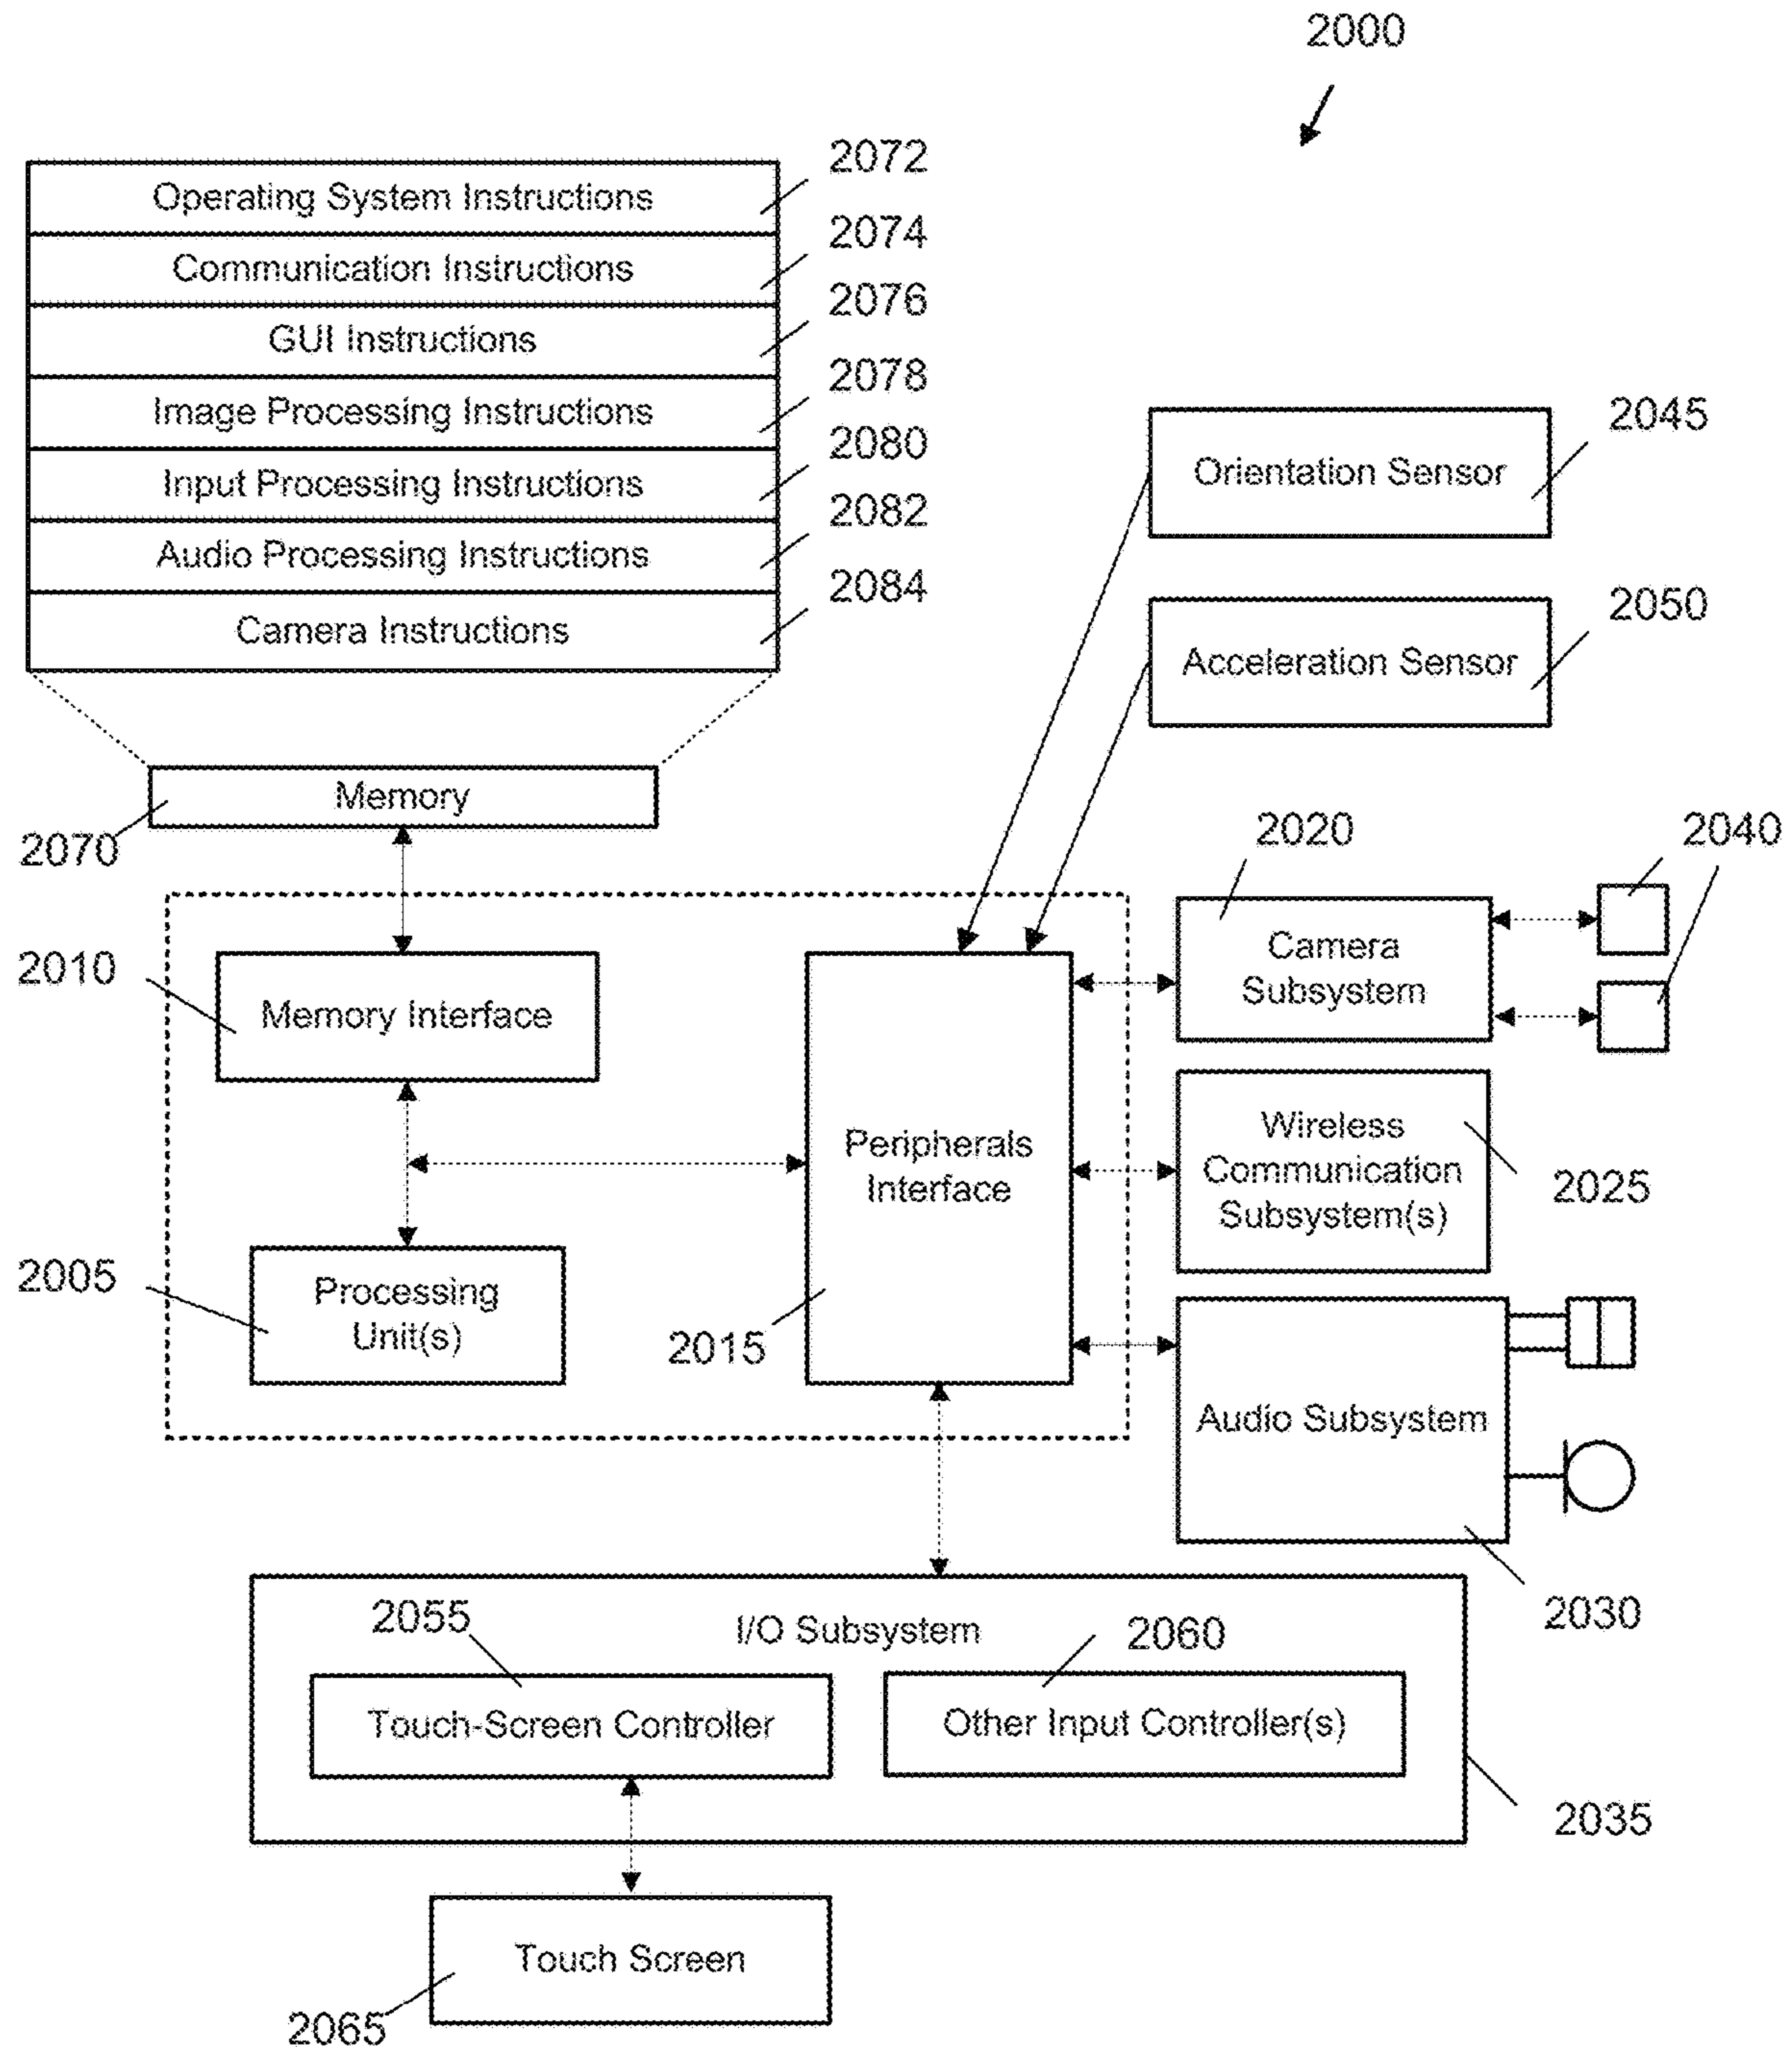 2000
2072
Operating System Instructions
2074
Communication Instructions
2076
GUI Instructions
2078
Image Processing Instructions
2080
Input Processing Instructions
2082
Audio Processing Instructions
2084
Camera Instructions
2045
Orientation Sensor
2050
Acceleration Sensor
Memory
2070
2020
2040
Camera
Subsystem
2010
Memory Interface
Peripherals
Interface
2015
Wireless
Communication
Subsystem(s)
2025
2005
Processing
Unit(s)
Audio Subsystem
2030
I/O Subsystem
2055
2060
Touch-Screen Controller
Other Input Controller(s)
2035
Touch Screen
2065